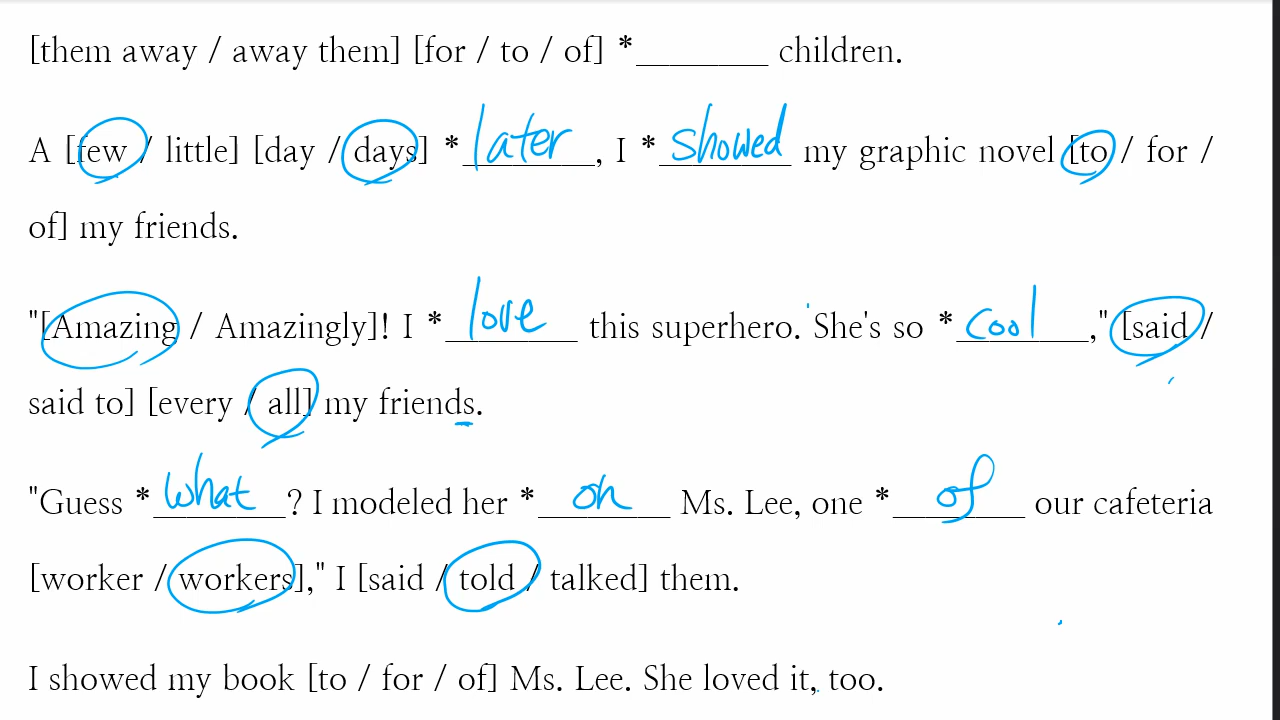 [them away / away them] [for / to / of] *_______ children.
A [few / little] [day / days] * later, I * showed my graphic novel [to / for /
of] my friends.
"[Amazing / Amazingly]! I * love this superhero. She's so * cool," [said /
said to] [every / all] my friends.
"Guess * what? I modeled her * on Ms. Lee, one * of our cafeteria
[worker / workers]," I [said / told / talked] them.
I showed my book [to / for / of] Ms. Lee. She loved it, too.